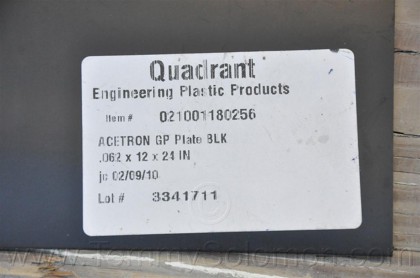 Quadrant
Engineering Plastic Products
Item # 021001180256
ACETRON GP Plate BLK
.062 x 12 x 24 IN
jc 02/09/10
Lot # 3341711